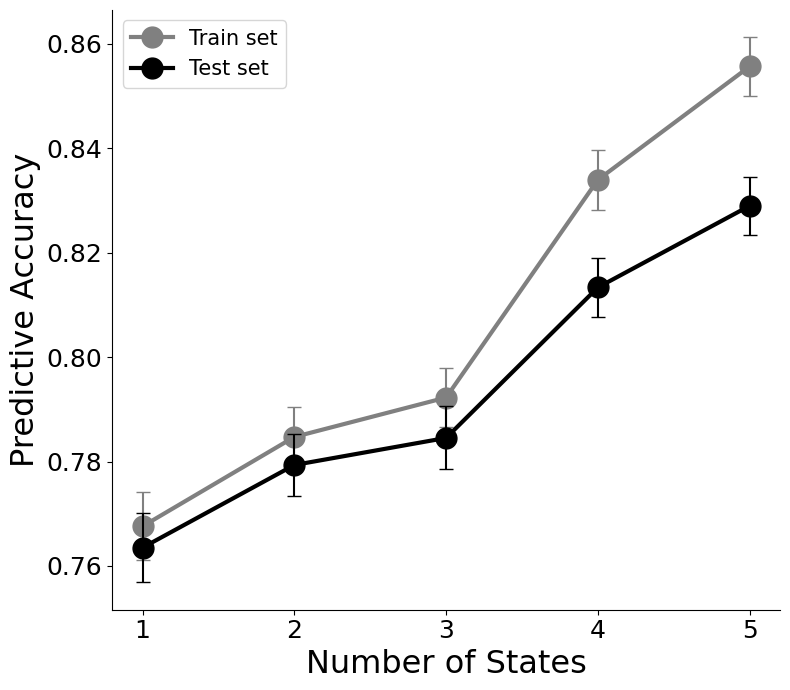 Train set
Test set
Predictive Accuracy
0.86
0.84
0.82
0.80
0.78
0.76
1 2 3 4 5
Number of States